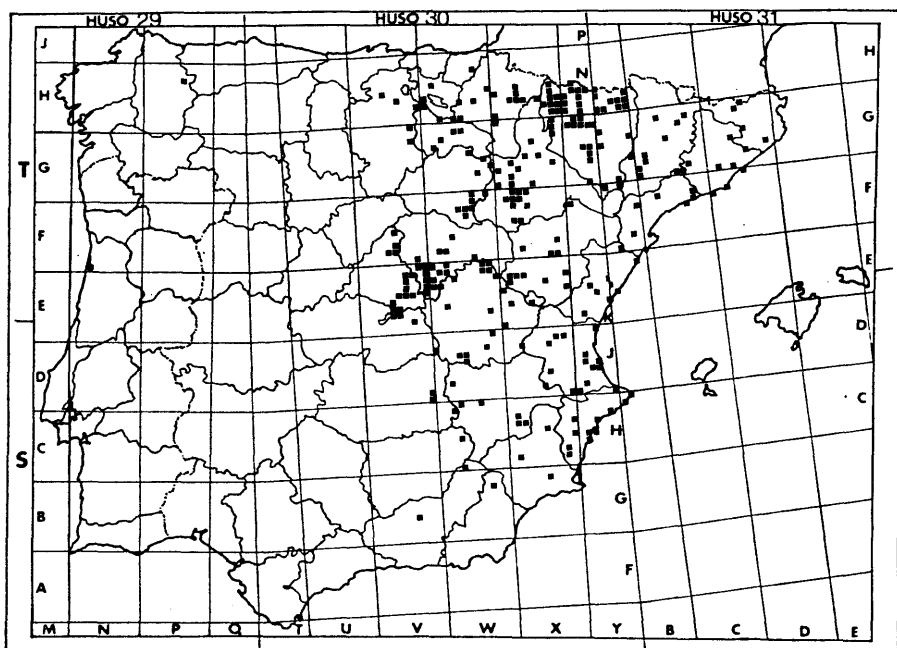 HUSO 29 HUSO 30 HUSO 31
J P H
N
H G
T G F
F E
E K D
D J C
C H
S
B G
A F
M N P Q T U V W X Y B C D E